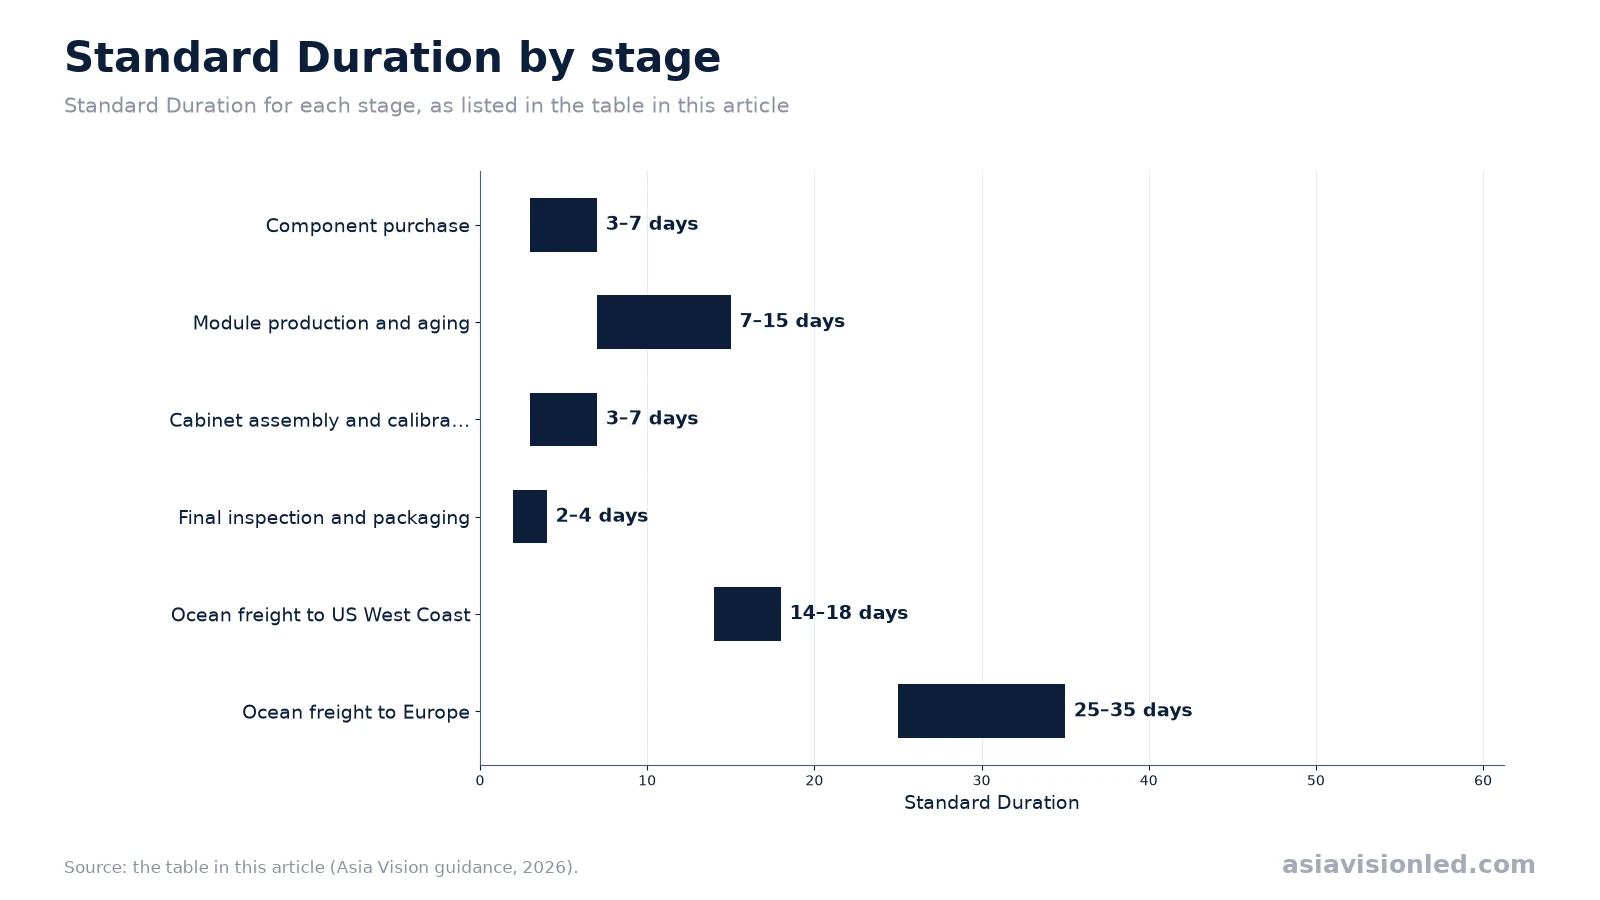 Standard Duration by stage
Standard Duration for each stage, as listed in the table in this article
Component purchase
3–7 days
Module production and aging
7–15 days
Cabinet assembly and calibra…
3–7 days
Final inspection and packaging
2–4 days
Ocean freight to US West Coast
14–18 days
Ocean freight to Europe
25–35 days
0 10 20 30 40 50 60
Standard Duration
Source: the table in this article (Asia Vision guidance, 2026).
asiavisionled.com